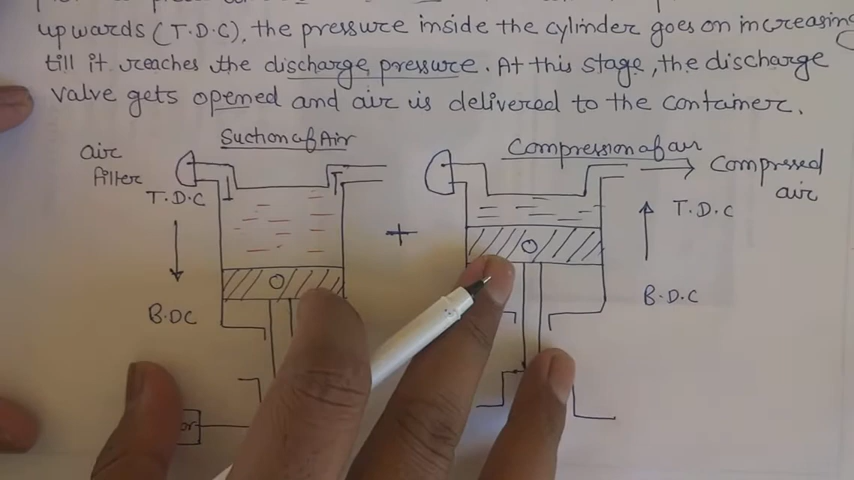 upwards (T.D.C), the pressure inside the cylinder goes on increasing
till it reaches the discharge pressure. At this stage, the discharge
valve gets opened and air is delivered to the container.
Suction of Air
Compression of air
air
filter
Compressed
air
T.D.C
T.D.C
+
B.DC
B.D.C
or